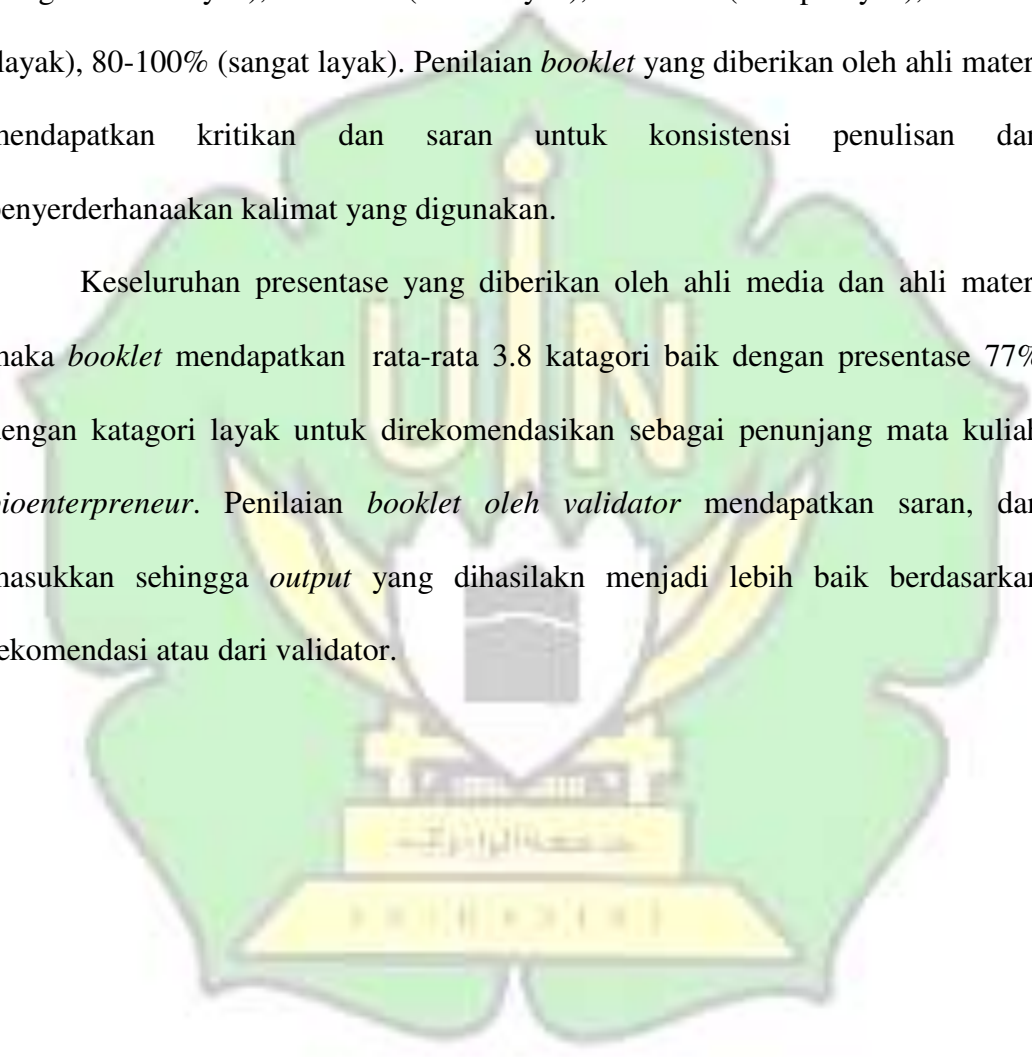 layak), 80-100% (sangat layak). Penilaian booklet yang diberikan oleh ahli mater
mendapatkan kritikan dan saran untuk konsistensi penulisan dan
penyerderhanaakan kalimat yang digunakan.
Keseluruhan presentase yang diberikan oleh ahli media dan ahli mater
maka booklet mendapatkan rata-rata 3.8 katagori baik dengan presentase 77%
dengan katagori layak untuk direkomendasikan sebagai penunjang mata kuliah
bioenterpreneur. Penilaian booklet oleh validator mendapatkan saran, dan
masukkan sehingga output yang dihasilakn menjadi lebih baik berdasarkan
rekomendasi atau dari validator.
UIN